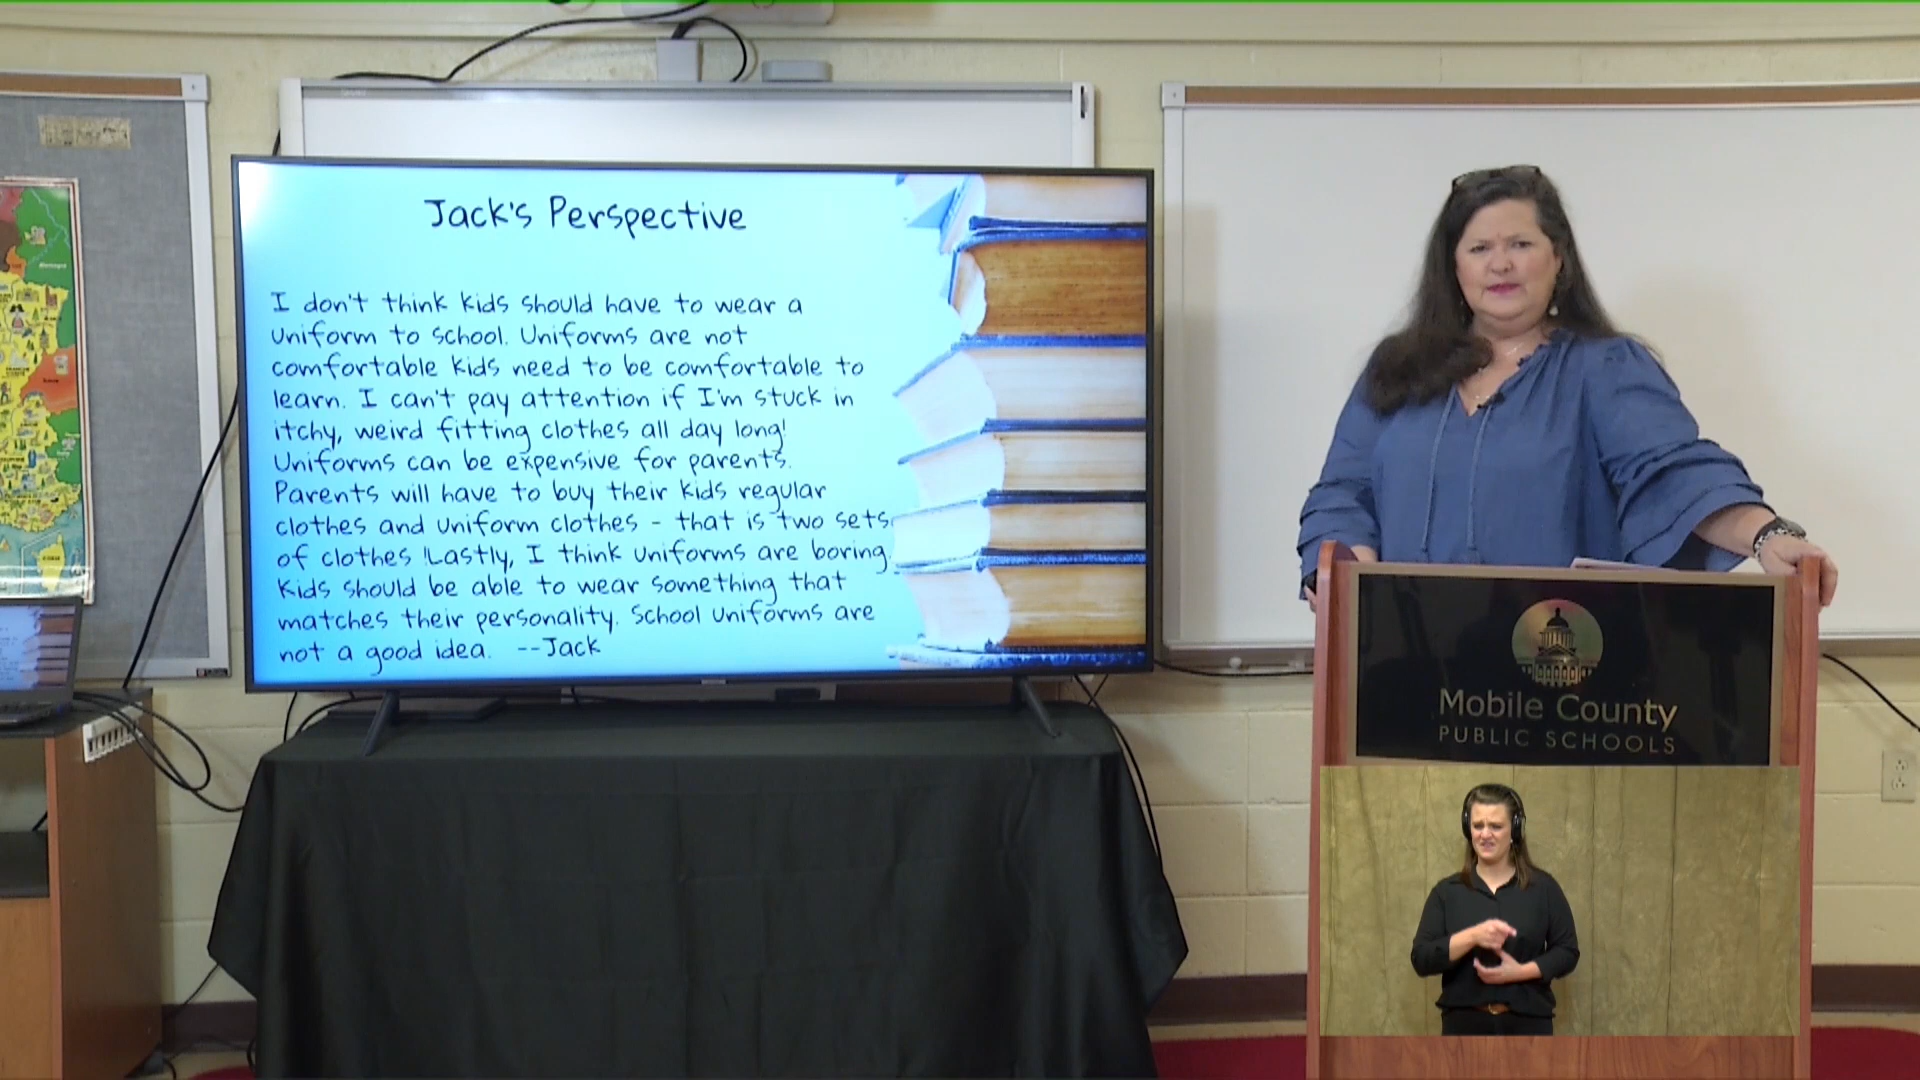 Jack's Perspective
I don't think kids should have to wear a
uniform to school. Uniforms are not
comfortable kids need to be comfortable to
learn. I can't pay attention if I'm stuck in
itchy, weird fitting clothes all day long!
Uniforms can be expensive for parents.
Parents will have to buy their kids regular
clothes and uniform clothes - that is two sets
of clothes !Lastly, I think uniforms are boring.
Kids should be able to wear something that
matches their personality. School uniforms are
not a good idea. --Jack
Mobile County
PUBLIC SCHOOLS